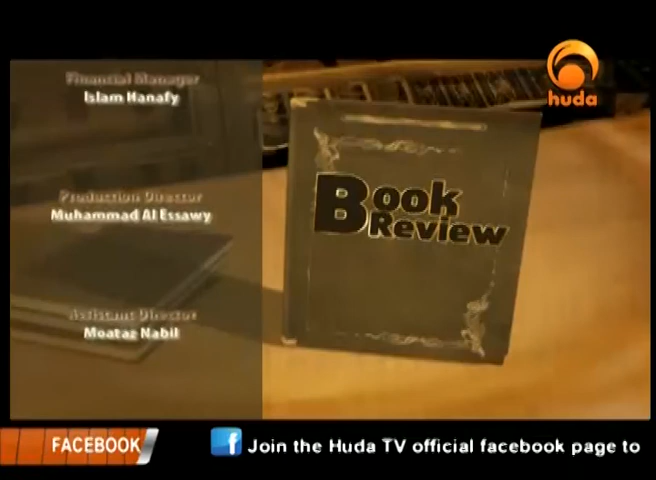 Financial Manager
Islam Hanafy
huda
Book
Review
Production Director
Muhammad Al Essawy
Assistant Director
Moataz Nabil
FACEBOOK
f Join the Huda TV official facebook page to